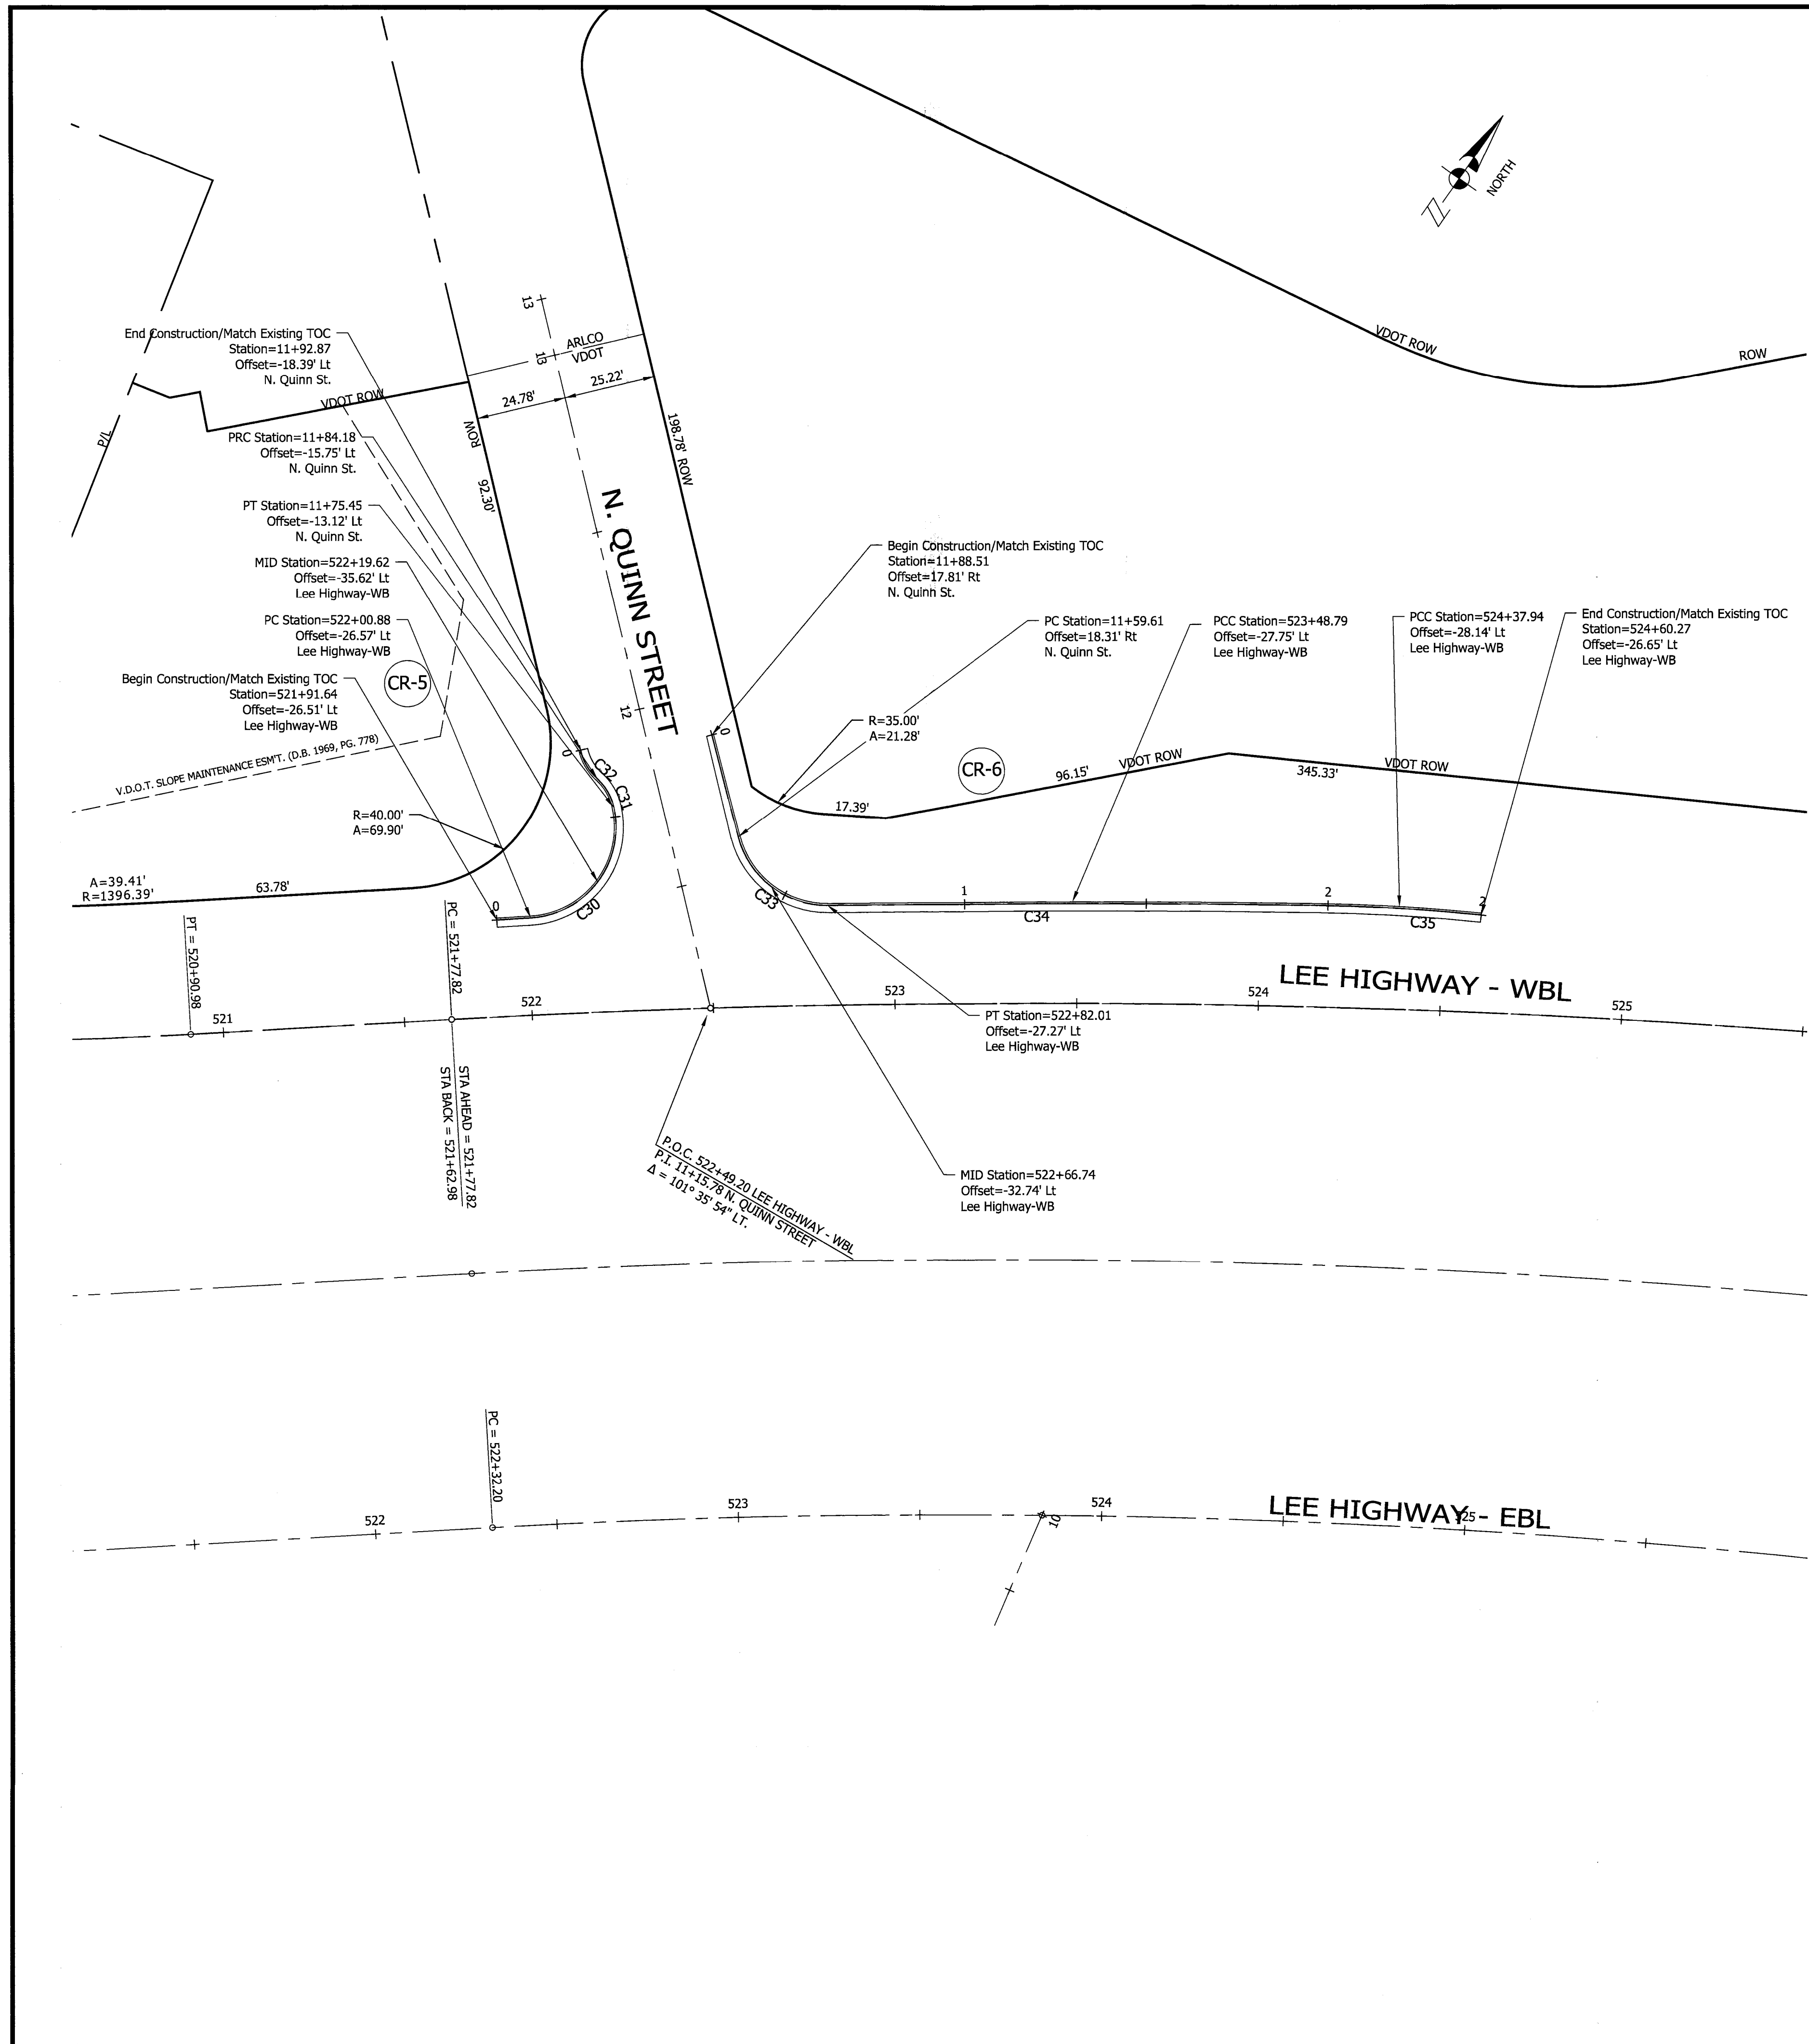 NORTH
VDOT ROW
ROW
13
13
ARLCO
VDOT
24.78'
25.22'
End Construction/Match Existing TOC
Station=11+92.87
Offset=-18.39' Lt
N. Quinn St.
VDOT ROW
P/L
ROW
92.30'
198.78' ROW
PRC Station=11+84.18
Offset=-15.75' Lt
N. Quinn St.
PT Station=11+75.45
Offset=-13.12' Lt
N. Quinn St.
MID Station=522+19.62
Offset=-35.62' Lt
Lee Highway-WB
PC Station=522+00.88
Offset=-26.57' Lt
Lee Highway-WB
CR-5
Begin Construction/Match Existing TOC
Station=521+91.64
Offset=-26.51' Lt
Lee Highway-WB
V.D.O.T. SLOPE MAINTENANCE ESM'T. (D.B. 1969, PG. 778)
N. QUINN STREET
12
Begin Construction/Match Existing TOC
Station=11+88.51
Offset=17.81' Rt
N. Quinn St.
PC Station=11+59.61
Offset=18.31' Rt
N. Quinn St.
PCC Station=523+48.79
Offset=-27.75' Lt
Lee Highway-WB
PCC Station=524+37.94
Offset=-28.14' Lt
Lee Highway-WB
End Construction/Match Existing TOC
Station=524+60.27
Offset=-26.65' Lt
Lee Highway-WB
R=35.00'
A=21.28'
CR-6
17.39'
96.15'
VDOT ROW
345.33'
VDOT ROW
0
C32
C31
0
R=40.00'
A=69.90'
A=39.41'
R=1396.39'
63.78'
0
C30
C33
1
C34
2
C35
2
PT = 520+90.98
PC = 521+77.82
521
522
523
524
525
LEE HIGHWAY - WBL
PT Station=522+82.01
Offset=-27.27' Lt
Lee Highway-WB
STA AHEAD = 521+77.82
STA BACK = 521+62.98
P.O.C. 522+49.20 LEE HIGHWAY - WBL
P.I. 11+15.78 N. QUINN STREET
Δ = 101° 35' 54" LT.
MID Station=522+66.74
Offset=-32.74' Lt
Lee Highway-WB
PC = 522+32.20
522
523
524
10
525
LEE HIGHWAY - EBL